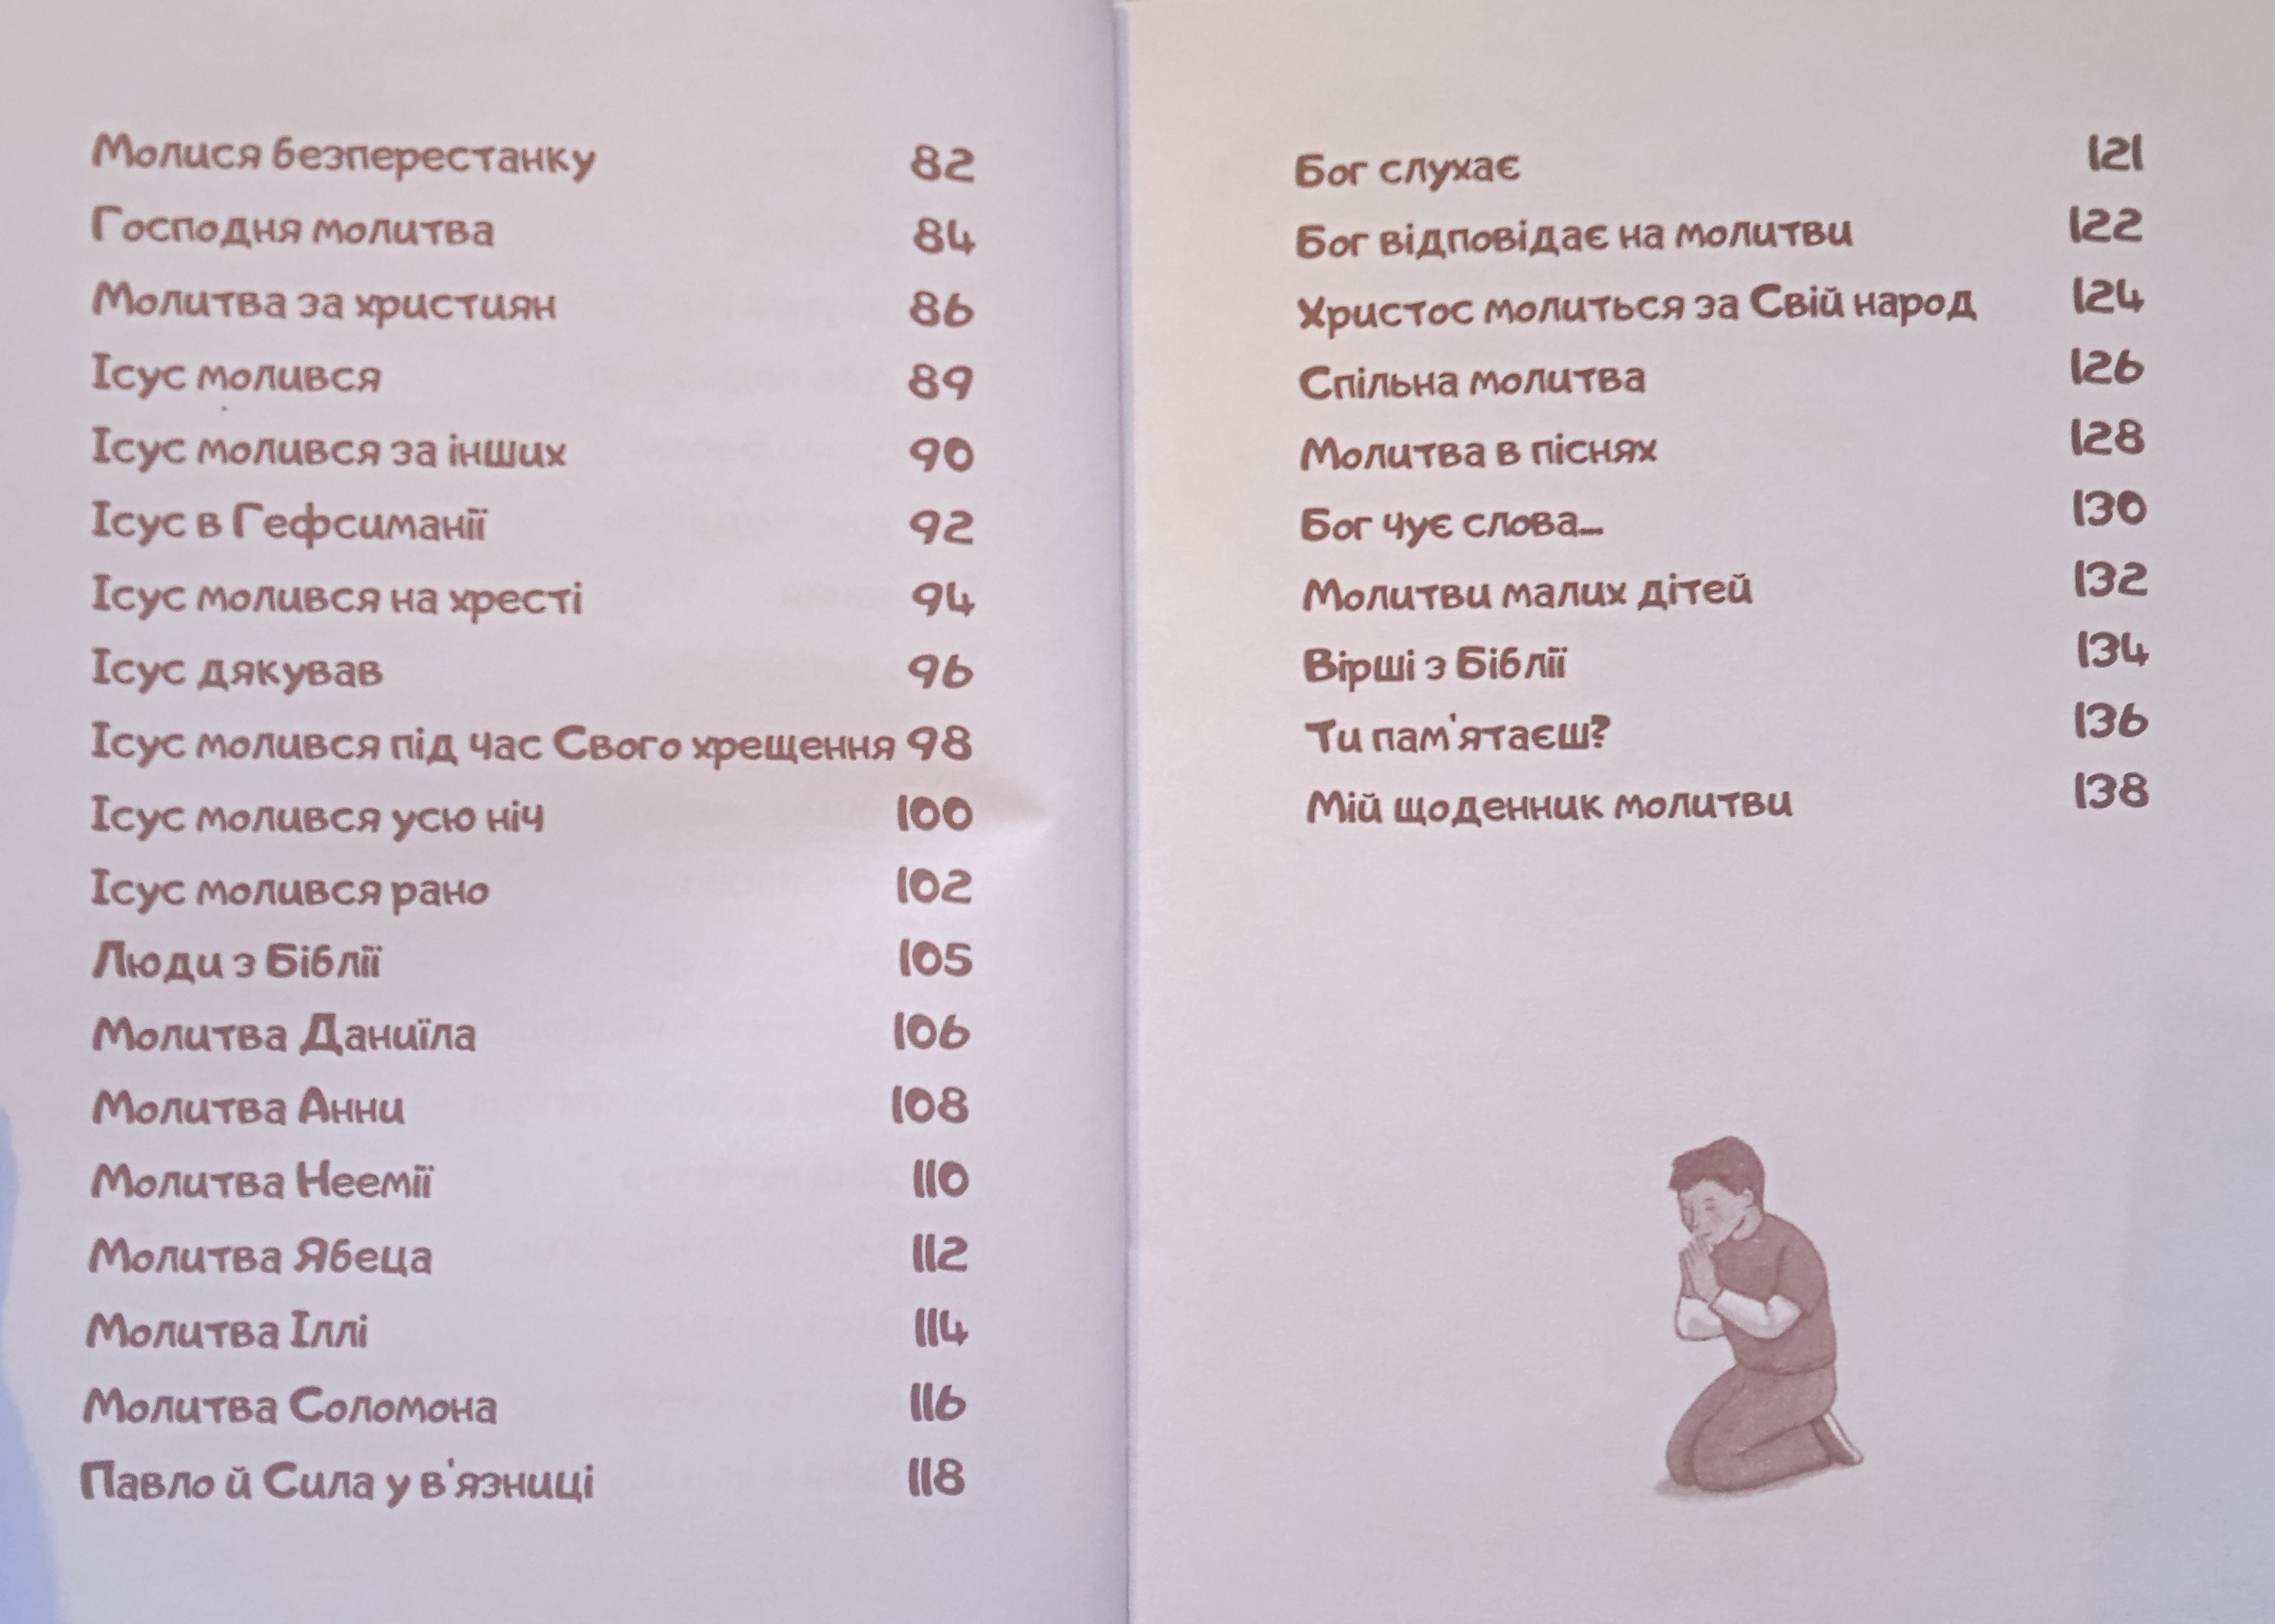 Молися безперестанку 82
Господня молитва 84
Молитва за християн 86
Ісус молився 89
Ісус молився за інших 90
Ісус в Гефсиманії 92
Ісус молився на хресті 94
Ісус дякував 96
Ісус молився під час Свого хрещення 98
Ісус молився усю ніч 100
Ісус молився рано 102
Люди з Біблії 105
Молитва Даниїла 106
Молитва Анни 108
Молитва Неемії 110
Молитва Ябеца 112
Молитва Іллі 114
Молитва Соломона 116
Павло й Сила у в'язниці 118
Бог слухає 121
Бог відповідає на молитви 122
Христос молиться за Свій народ 124
Спільна молитва 126
Молитва в піснях 128
Бог чує слова... 130
Молитви малих дітей 132
Вірші з Біблії 134
Ти пам'ятаєш? 136
Мій щоденник молитви 138